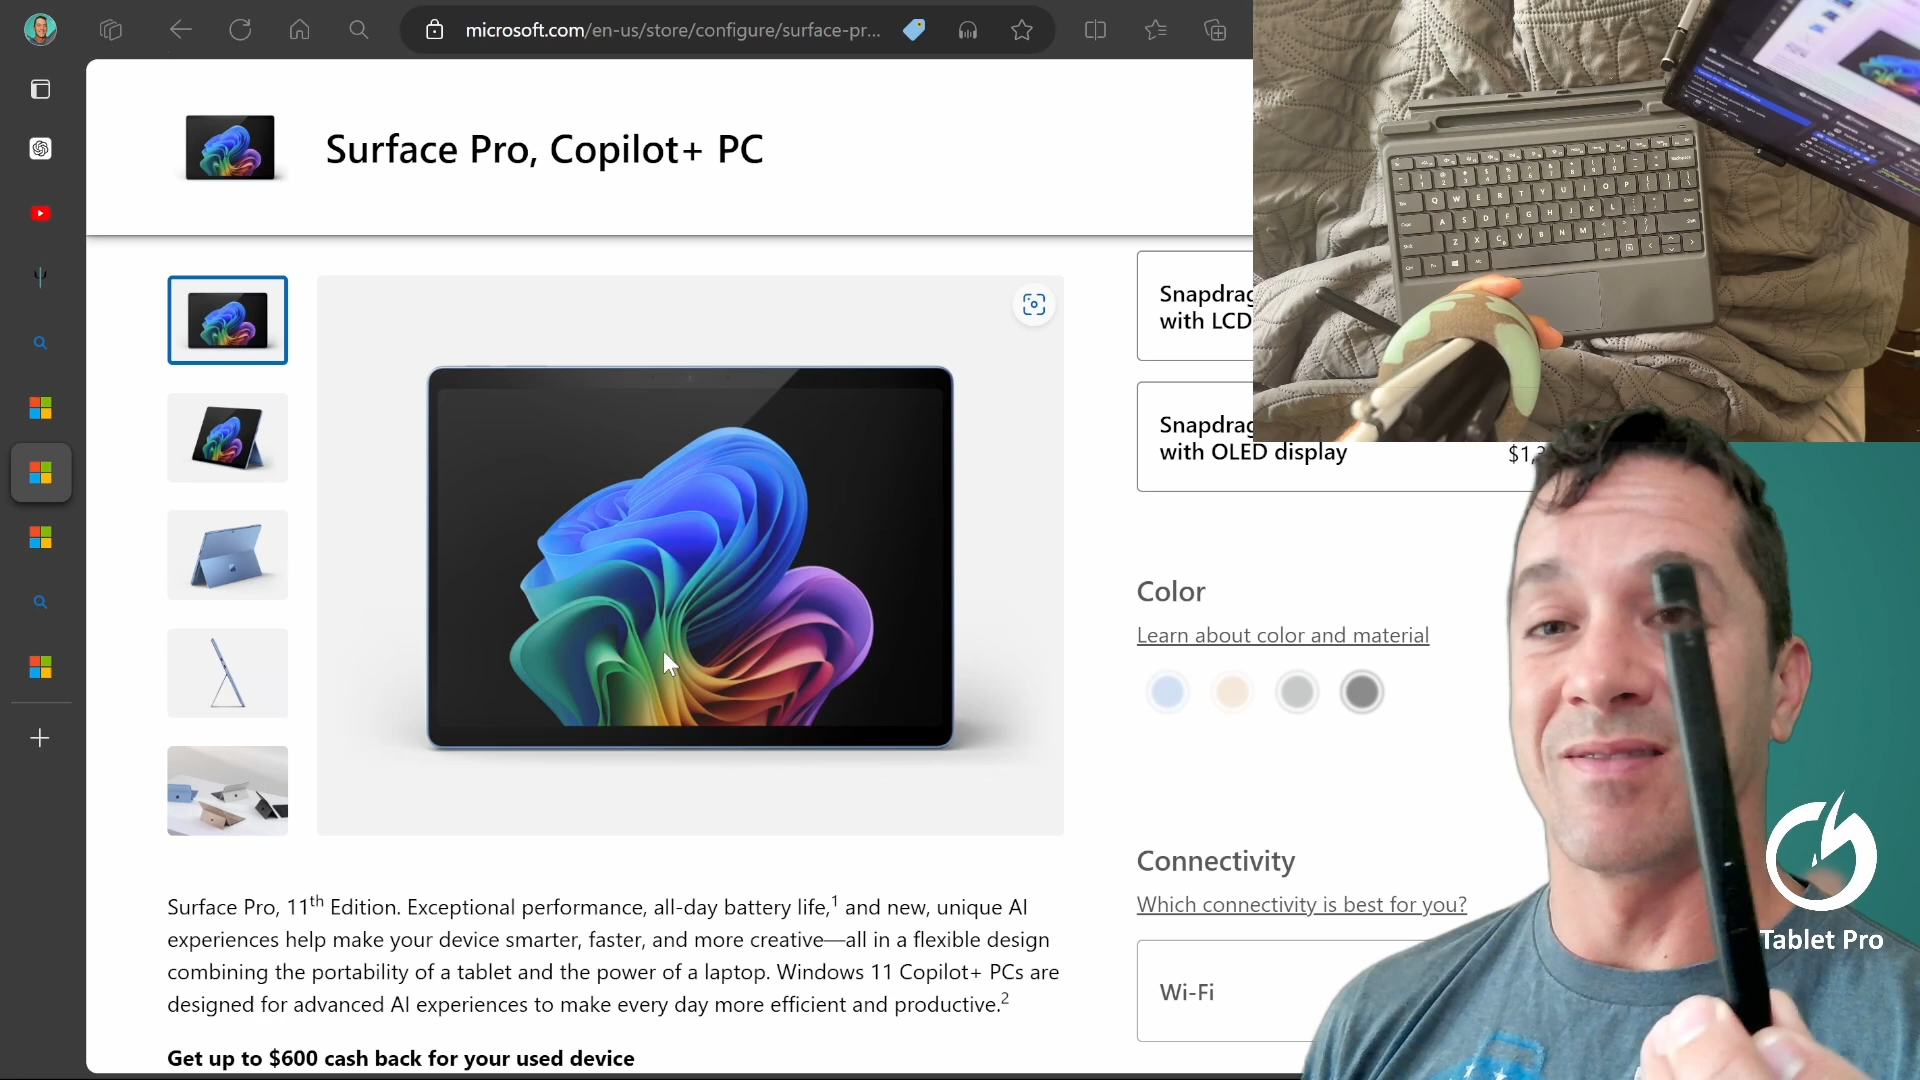 microsoft.com/en-us/store/configure/surface-pr...
Surface Pro, Copilot+ PC
with LCD
with OLED display
Color
Learn about color and material
Connectivity
Which connectivity is best for you?
Wi-Fi
Surface Pro, 11th Edition. Exceptional performance, all-day battery life,1 and new, unique AI
experiences help make your device smarter, faster, and more creative—all in a flexible design
combining the portability of a tablet and the power of a laptop. Windows 11 Copilot+ PCs are
designed for advanced AI experiences to make every day more efficient and productive.2
Get up to $600 cash back for your used device
Tablet Pro
Q W E R T Y U I O P
A S D F G H J K L
Z X C V B N M